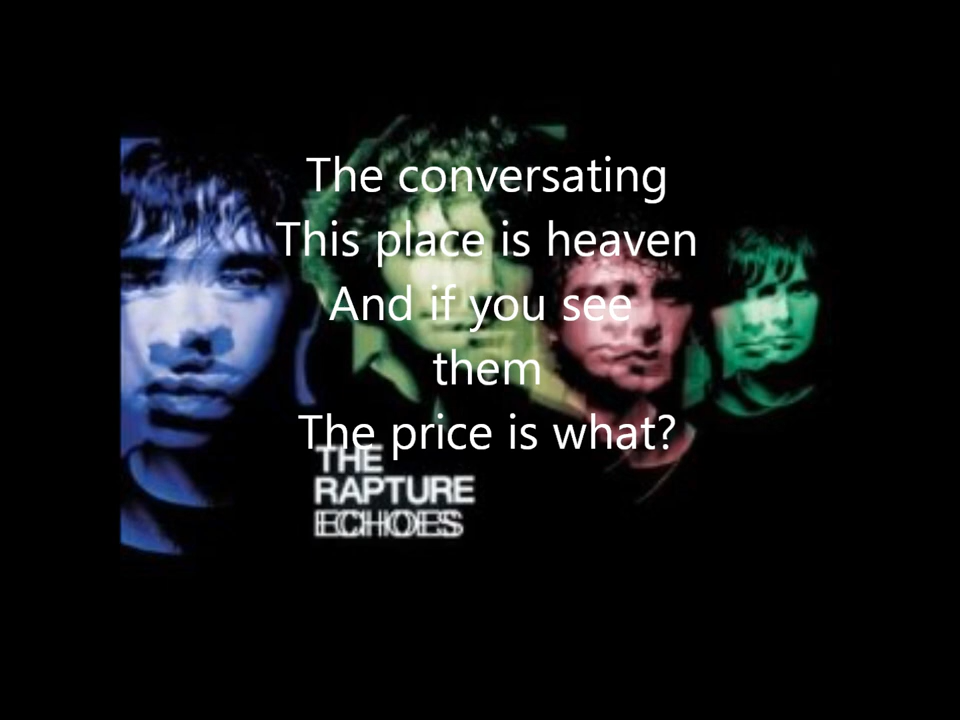 The conversating
This place is heaven
And if you see
them
The price is what?
THE
RAPTURE
ECHOES